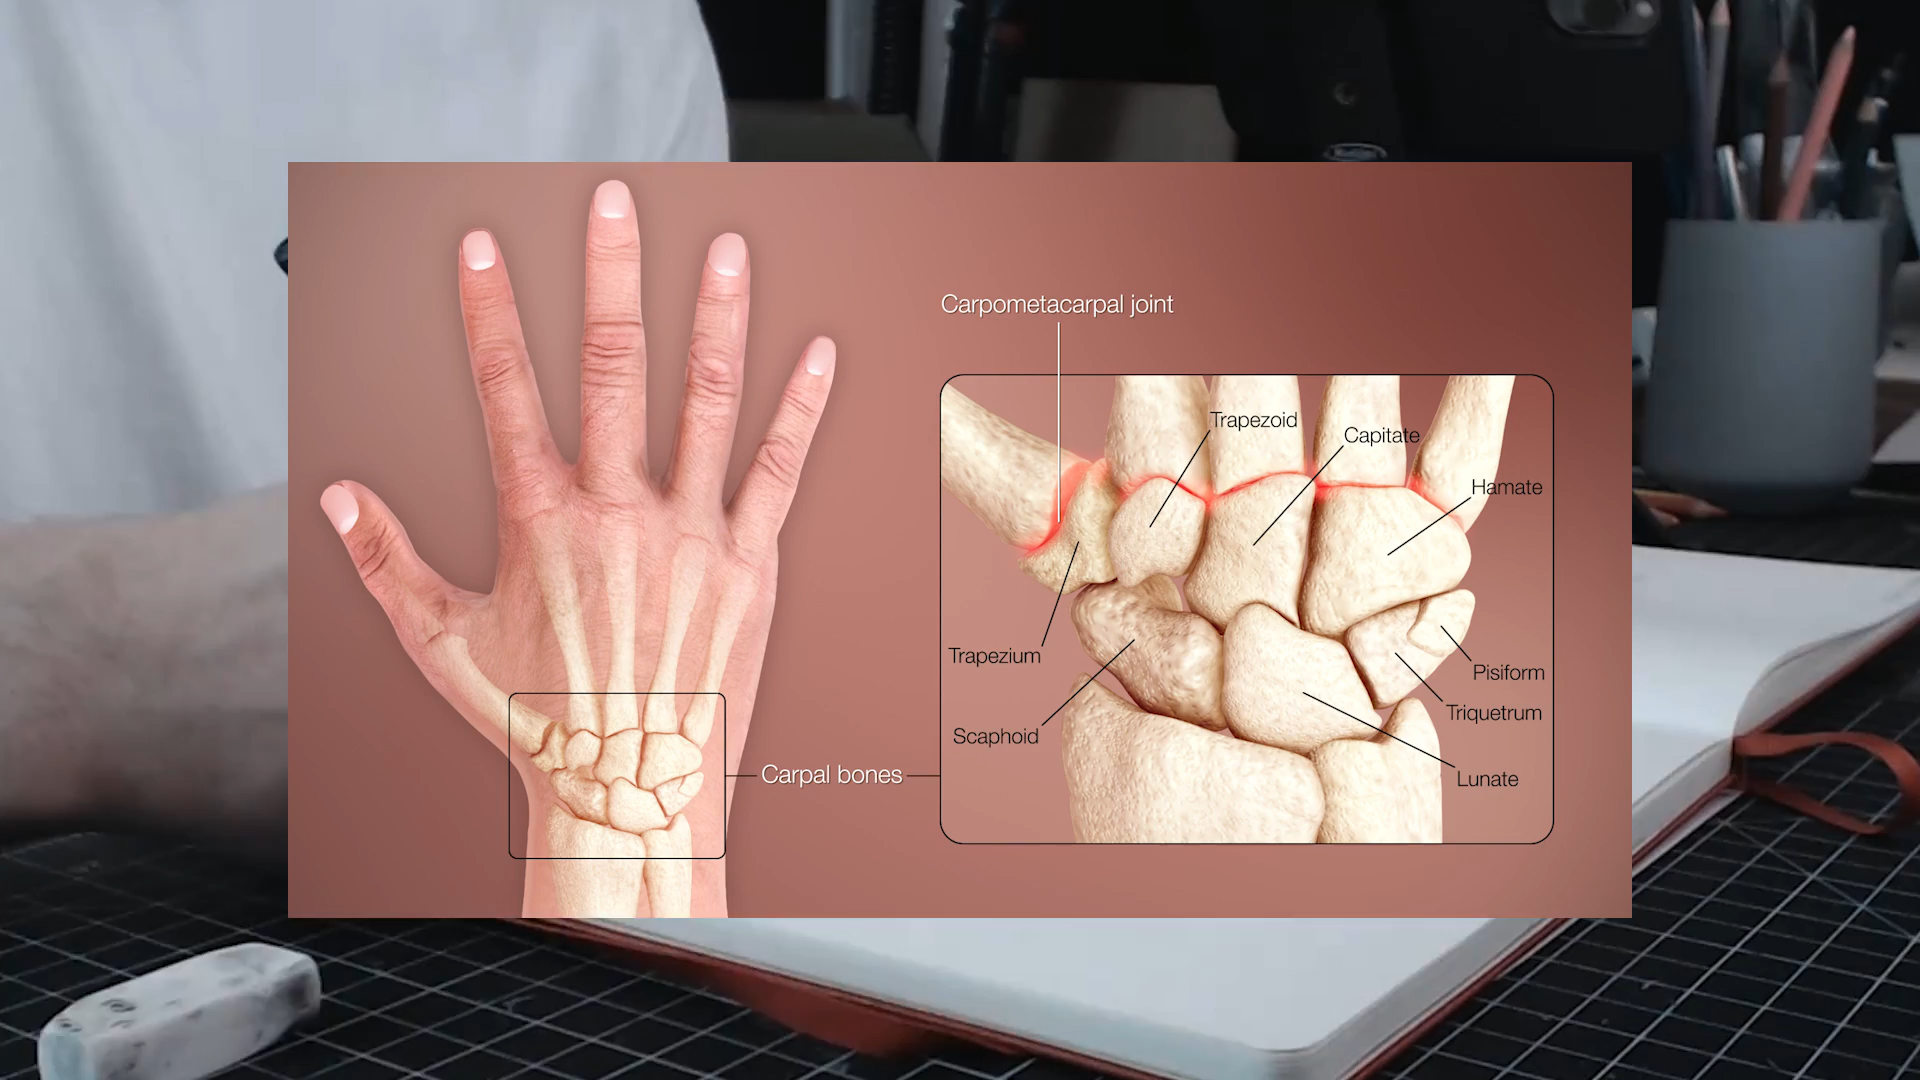 Carpometacarpal joint
Trapezoid
Capitate
Hamate
Trapezium
Pisiform
Triquetrum
Scaphoid
Carpal bones
Lunate